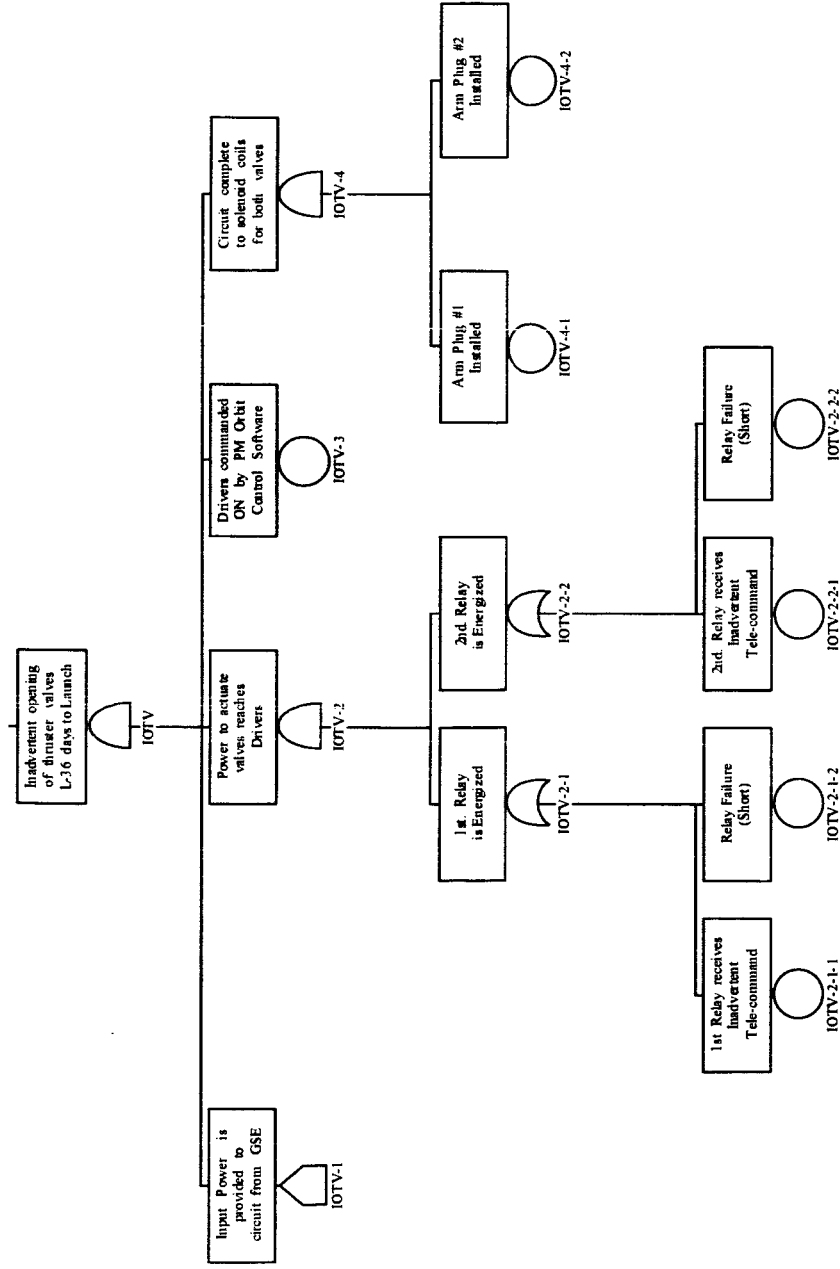 Inadvertent opening
of thruster valves
L-36 days to Launch
IOTV
Input Power is
provided to
circuit from GSE
IOTV-1
Power to actuate
valves reaches
Drivers
IOTV-2
Drivers commanded
ON by PM Orbit
Control Software
IOTV-3
Circuit complete
to solenoid coils
for both valves
IOTV-4
1st. Relay
is Energized
IOTV-2-1
2nd. Relay
is Energized
IOTV-2-2
Arm Plug #1
Installed
IOTV-4-1
Arm Plug #2
Installed
IOTV-4-2
1st Relay receives
Inadvertent
Tele-command
IOTV-2-1-1
Relay Failure
(Short)
IOTV-2-1-2
2nd. Relay receives
Inadvertent
Tele-command
IOTV-2-2-1
Relay Failure
(Short)
IOTV-2-2-2